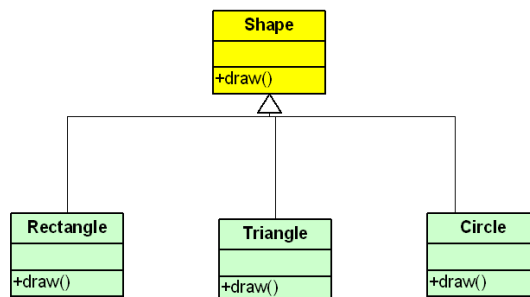 Shape
+draw()
Rectangle
+draw()
Triangle
+draw()
Circle
+draw()